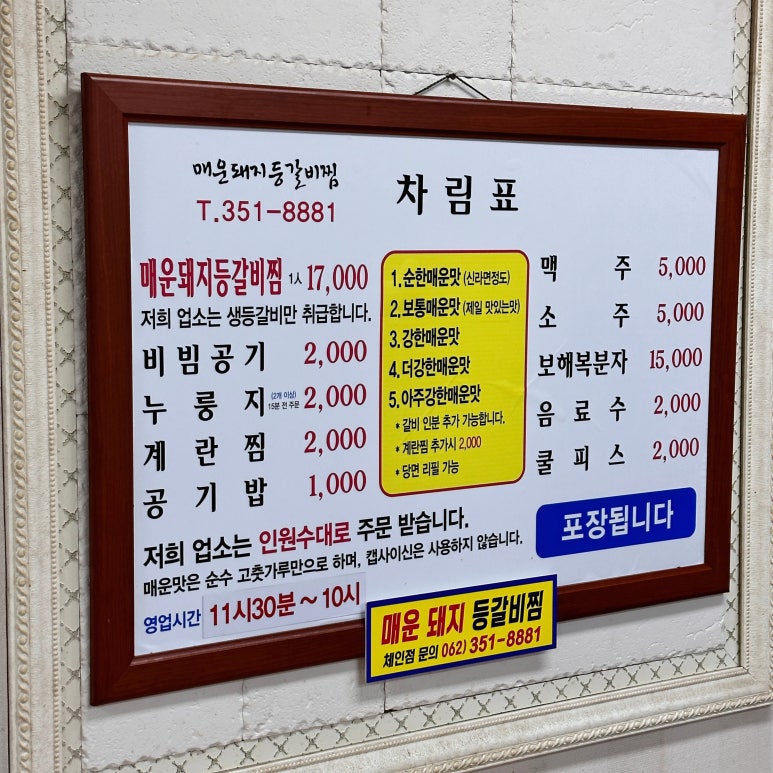 매운돼지등갈비찜
T.351-8881
차림표
매운돼지등갈비찜 1人 17,000
저희 업소는 생등갈비만 취급합니다.
비빔공기 2,000
누룽지 (2개 이상) 15분 전 주문 2,000
계란찜 2,000
공기밥 1,000
1. 순한매운맛 (신라면정도)
2. 보통매운맛 (제일 맛있는맛)
3. 강한매운맛
4. 더강한매운맛
5. 아주강한매운맛
* 갈비 인분 추가 가능합니다.
* 계란찜 추가시 2,000
* 당면 리필 가능
맥주 5,000
소주 5,000
보해복분자 15,000
음료수 2,000
쿨피스 2,000
포장됩니다
저희 업소는 인원수대로 주문 받습니다.
매운맛은 순수 고춧가루만으로 하며, 캡사이신은 사용하지 않습니다.
영업시간 11시30분~10시
매운 돼지 등갈비찜
체인점 문의 062) 351-8881